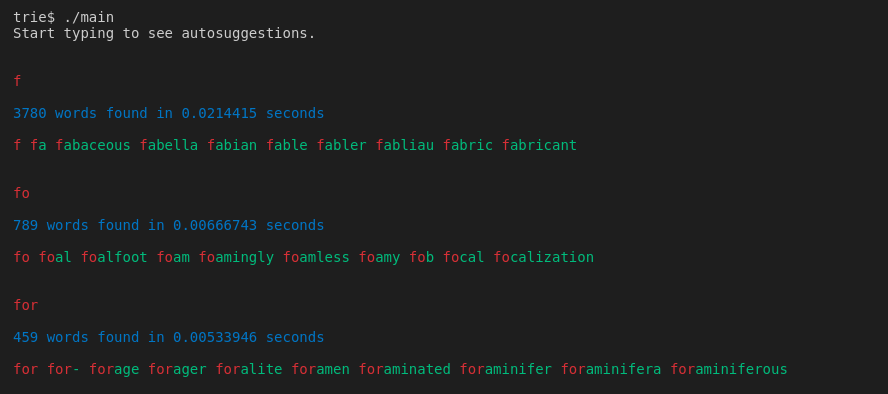 trie$ ./main
Start typing to see autosuggestions.
f
3780 words found in 0.0214415 seconds
f fa fabaceous fabella fabian fable fabler fabliau fabric fabricant
fo
789 words found in 0.00666743 seconds
fo foal foalfoot foam foamingly foamless foamy fob focal focalization
for
459 words found in 0.00533946 seconds
for for- forage forager foralite foramen foraminated foraminifer foraminifera foraminiferous